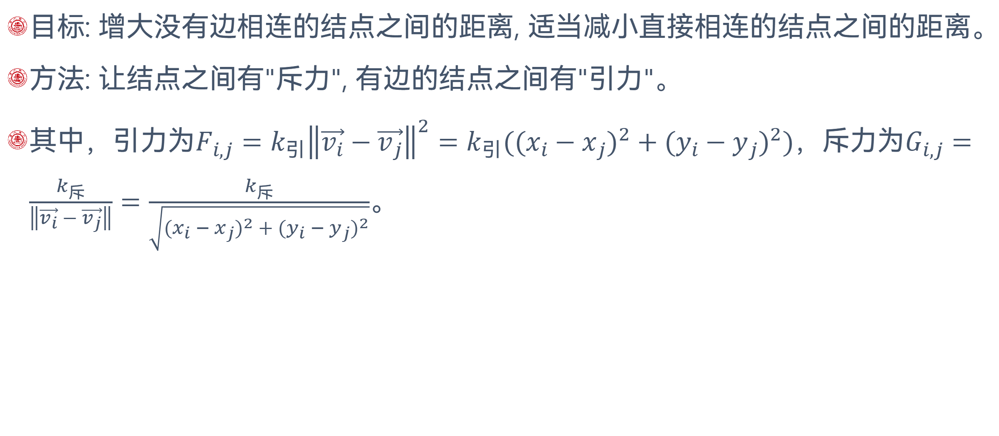 目标: 增大没有边相连的结点之间的距离, 适当减小直接相连的结点之间的距离。
方法: 让结点之间有"斥力", 有边的结点之间有"引力"。
其中，引力为$F_{i,j} = k_{引}\left\|\overrightarrow{v_i} - \overrightarrow{v_j}\right\|^2 = k_{引}((x_i - x_j)^2 + (y_i - y_j)^2)$，斥力为$G_{i,j} =$
$\frac{k_{斥}}{\left\|\overrightarrow{v_i} - \overrightarrow{v_j}\right\|} = \frac{k_{斥}}{\sqrt{(x_i - x_j)^2 + (y_i - y_j)^2}}$。